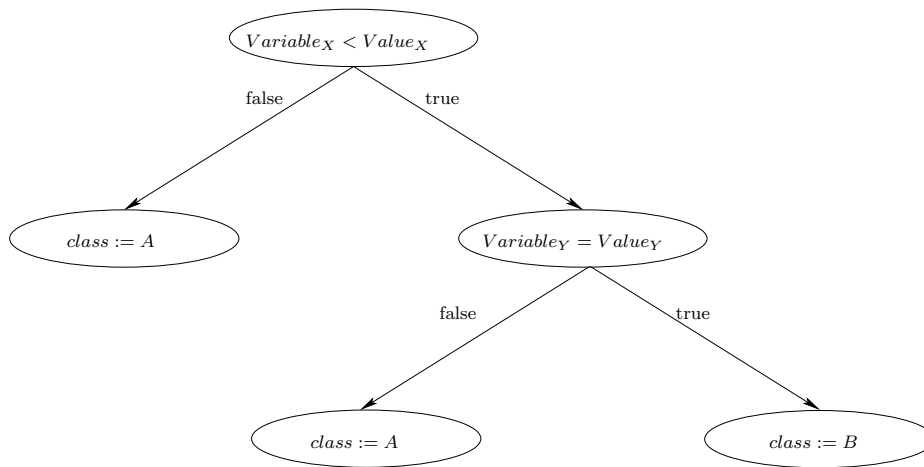 Variable_X < Value_X
false
true
class := A
Variable_Y = Value_Y
false
true
class := A
class := B